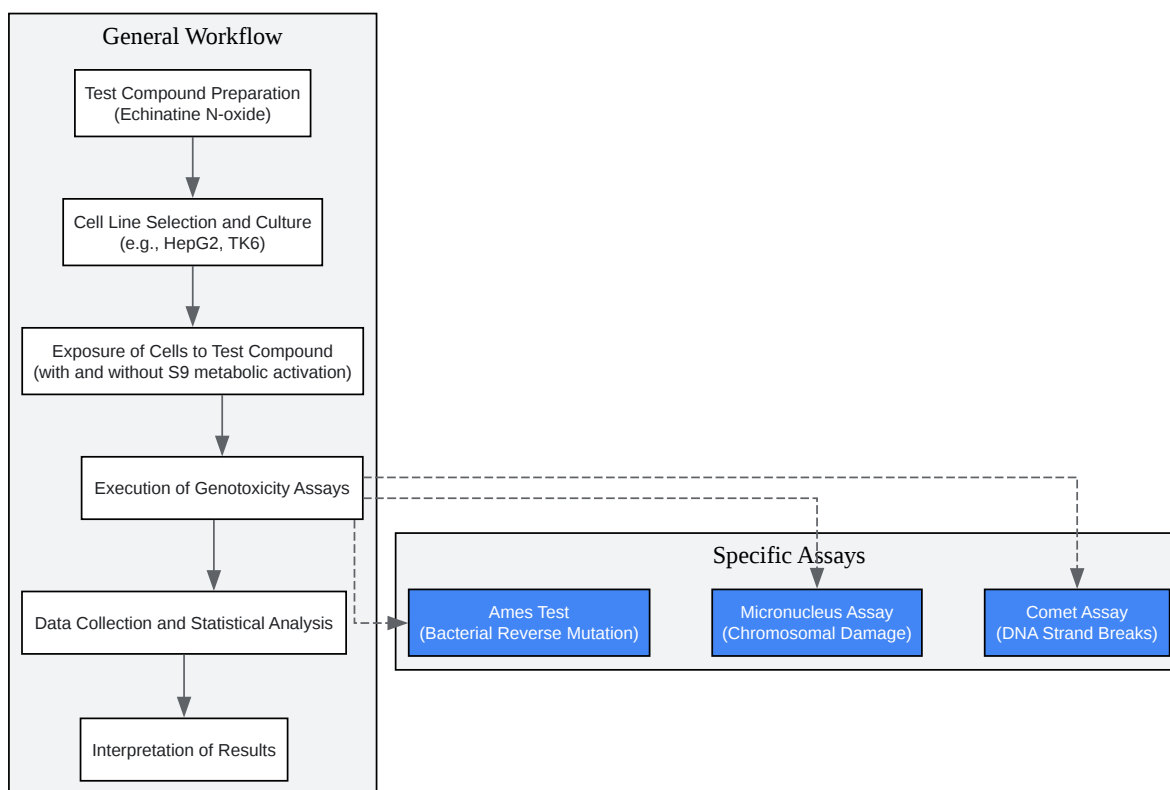 General Workflow
Test Compound Preparation
(Echinatine N-oxide)
Cell Line Selection and Culture
(e.g., HepG2, TK6)
Exposure of Cells to Test Compound
(with and without S9 metabolic activation)
Execution of Genotoxicity Assays
Specific Assays
Ames Test
(Bacterial Reverse Mutation)
Micronucleus Assay
(Chromosomal Damage)
Comet Assay
(DNA Strand Breaks)
Data Collection and Statistical Analysis
Interpretation of Results